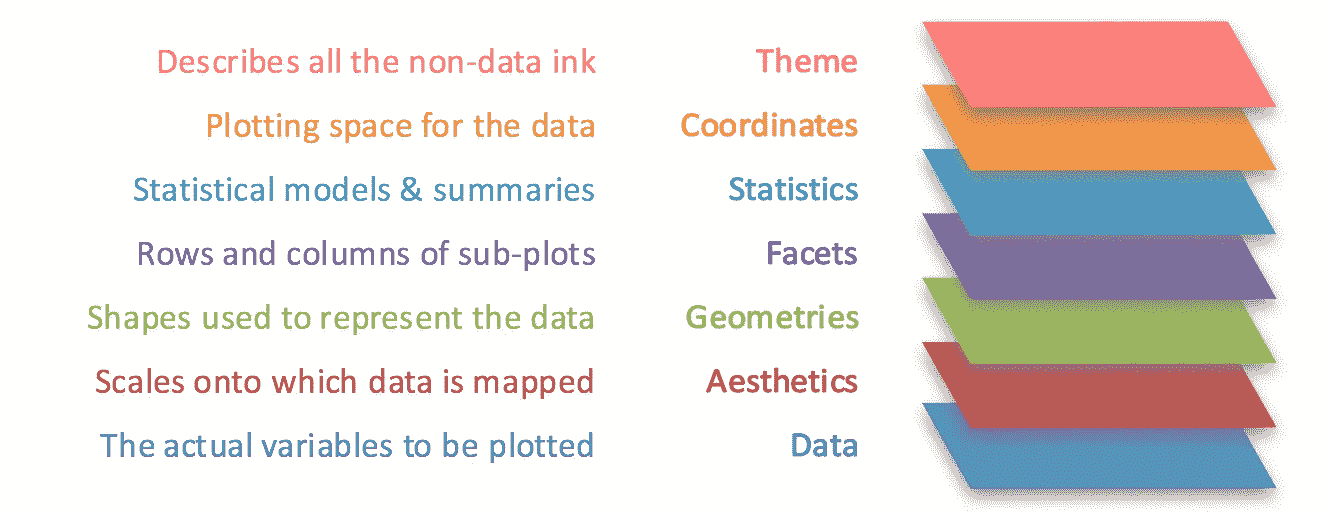 Describes all the non-data ink Theme
Plotting space for the data Coordinates
Statistical models & summaries Statistics
Rows and columns of sub-plots Facets
Shapes used to represent the data Geometries
Scales onto which data is mapped Aesthetics
The actual variables to be plotted Data